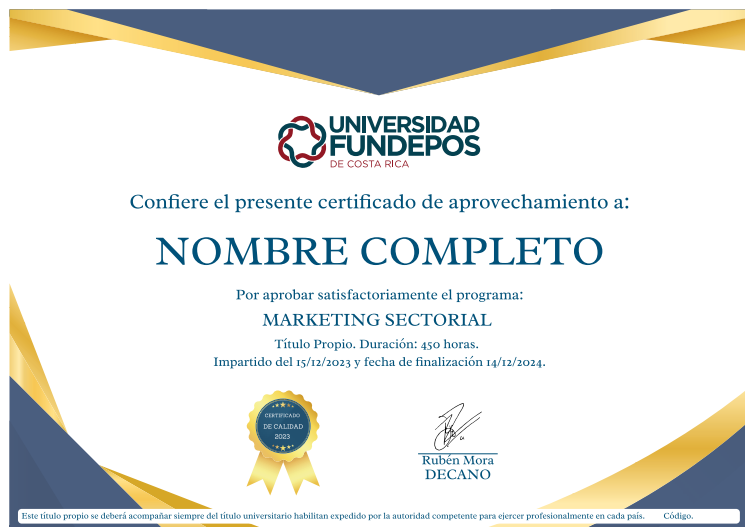 UNIVERSIDAD
FUNDEPOS
DE COSTA RICA
Confiere el presente certificado de aprovechamiento a:
NOMBRE COMPLETO
Por aprobar satisfactoriamente el programa:
MARKETING SECTORIAL
Título Propio. Duración: 450 horas.
Impartido del 15/12/2023 y fecha de finalización 14/12/2024.
CERTIFICADO
DE CALIDAD
2023
Rubén Mora
DECANO
Este título propio se deberá acompañar siempre del título universitario habilitan expedido por la autoridad competente para ejercer profesionalmente en cada país. Código.